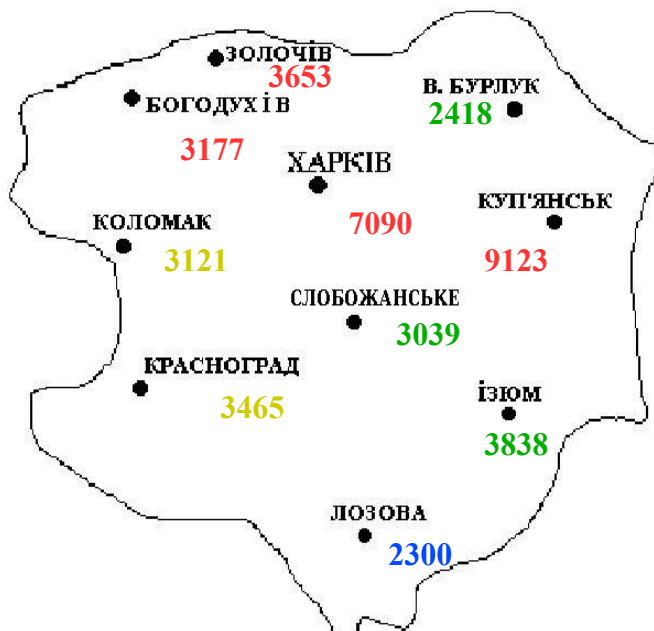 ЗОЛОЧІВ
3653
БОГОДУХІВ
3177
В. БУРЛУК
2418
ХАРКІВ
7090
КУП'ЯНСЬК
9123
КОЛОМАК
3121
СЛОБОЖАНСЬКЕ
3039
КРАСНОГРАД
3465
ІЗЮМ
3838
ЛОЗОВА
2300